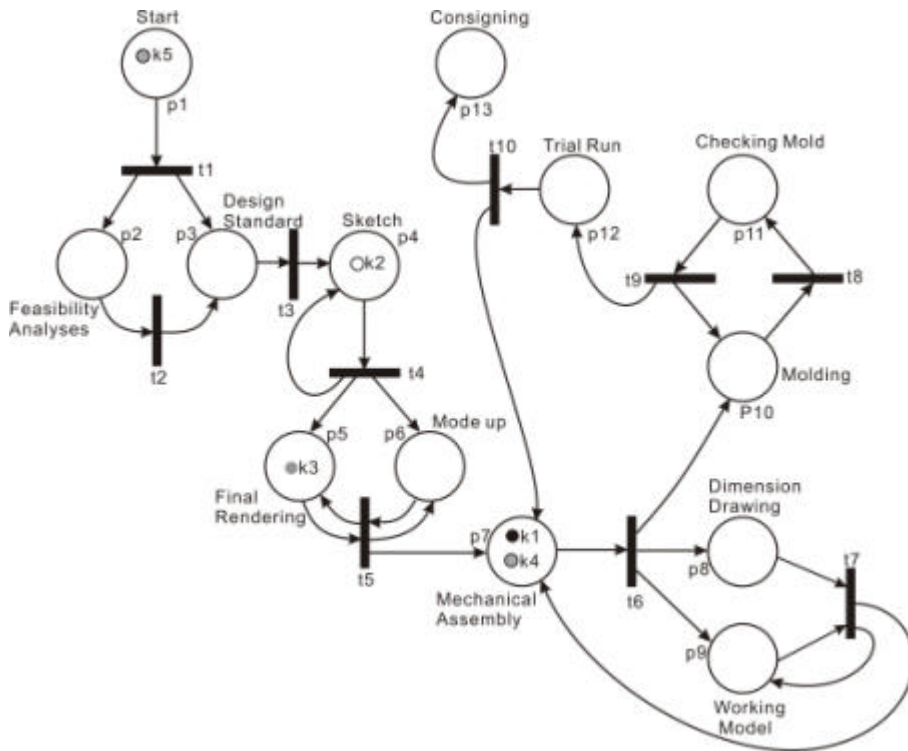 Start
k5
p1
t1
p2
p3
Design
Standard
Feasibility
Analyses
t2
t3
Sketch
p4
k2
t4
p5
p6
Mode up
k3
Final
Rendering
t5
p7
k1
k4
Mechanical
Assembly
Consigning
p13
t10
Trial Run
p12
Checking Mold
p11
t9
t8
Molding
P10
Dimension
Drawing
p8
t6
t7
p9
Working
Model